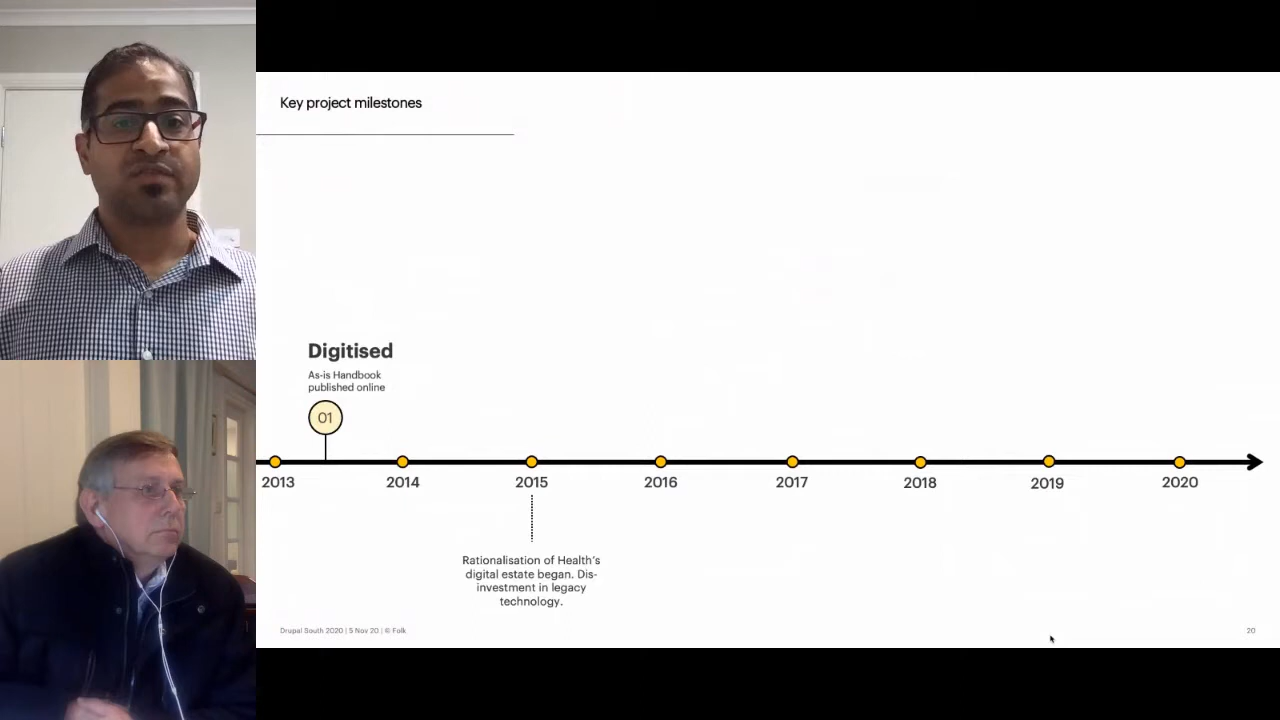 Key project milestones
Digitised
As-is Handbook
published online
01
2013
2014
2015
2016
2017
2018
2019
2020
Rationalisation of Health's
digital estate began. Dis-
investment in legacy
technology.
Drupal South 2020 | 5 Nov 20 | © Folk
20